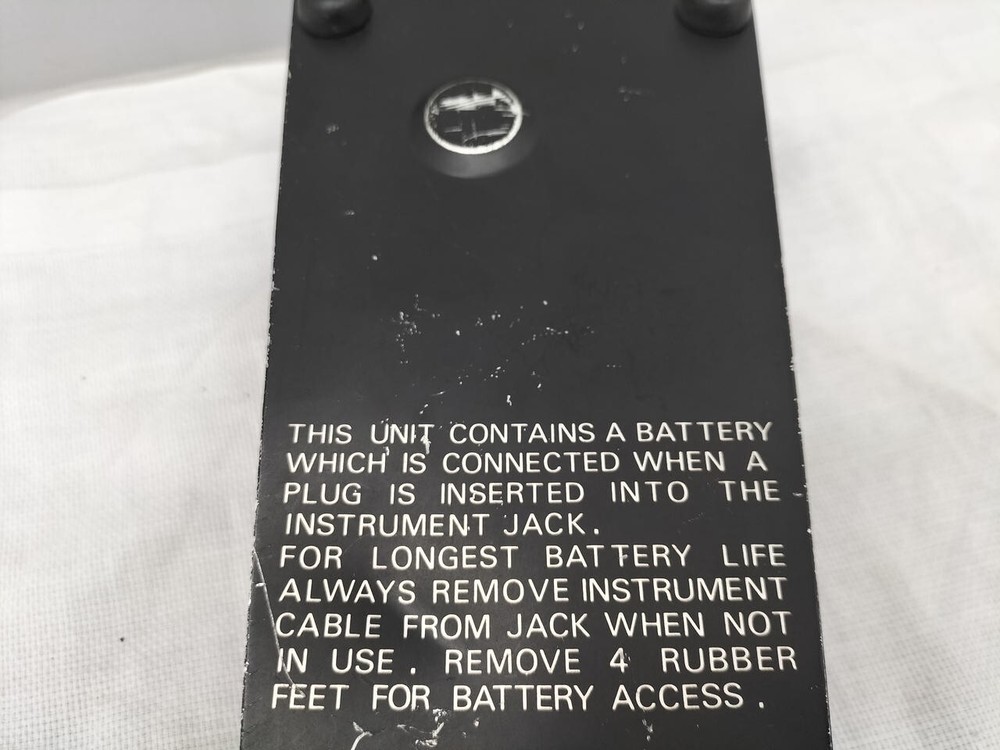 THIS UNIT CONTAINS A BATTERY
WHICH IS CONNECTED WHEN A
PLUG IS INSERTED INTO THE
INSTRUMENT JACK.
FOR LONGEST BATTERY LIFE
ALWAYS REMOVE INSTRUMENT
CABLE FROM JACK WHEN NOT
IN USE. REMOVE 4 RUBBER
FEET FOR BATTERY ACCESS.